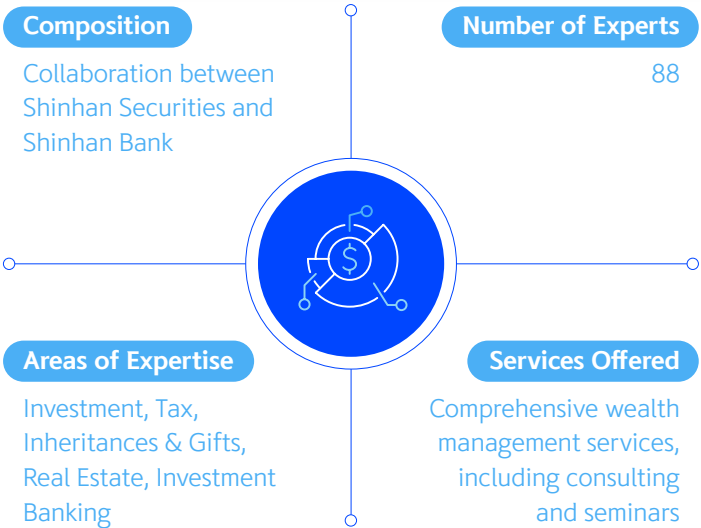 Composition
Collaboration between
Shinhan Securities and
Shinhan Bank
Number of Experts
88
$
Areas of Expertise
Investment, Tax,
Inheritances & Gifts,
Real Estate, Investment
Banking
Services Offered
Comprehensive wealth
management services,
including consulting
and seminars